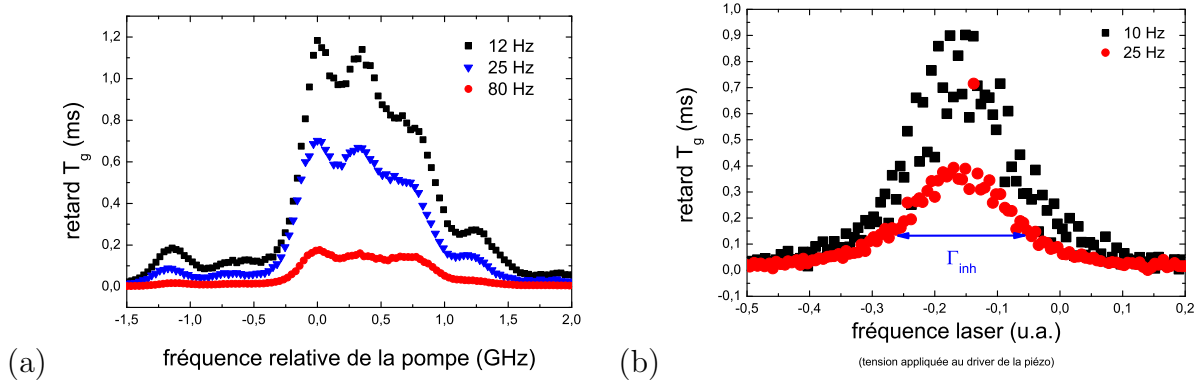 1,2
1,0
0,8
0,6
0,4
0,2
0,0
retard T_g (ms)
12 Hz
25 Hz
80 Hz
-1,5 -1,0 -0,5 0,0 0,5 1,0 1,5 2,0
fréquence relative de la pompe (GHz)
(a)
1,0
0,9
0,8
0,7
0,6
0,5
0,4
0,3
0,2
0,1
0,0
-0,1
retard T_g (ms)
10 Hz
25 Hz
Γ_inh
-0,5 -0,4 -0,3 -0,2 -0,1 0,0 0,1 0,2
fréquence laser (u.a.)
(tension appliquée au driver de la piézo)
(b)